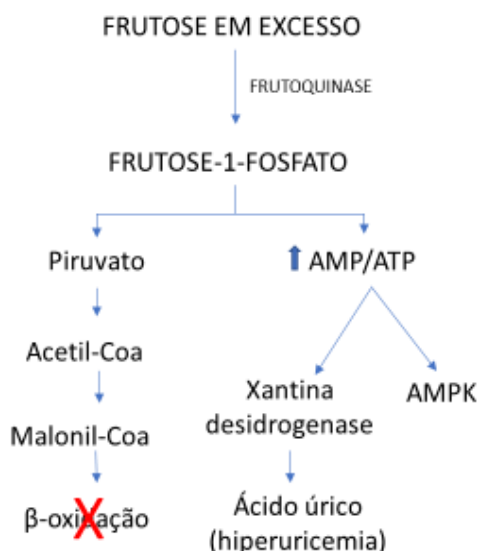 FRUTOSE EM EXCESSO
FRUTOQUINASE
FRUTOSE-1-FOSFATO
Piruvato
AMP/ATP
Acetil-Coa
Xantina
desidrogenase
AMPK
Malonil-Coa
β-oxidação
Ácido úrico
(hiperuricemia)